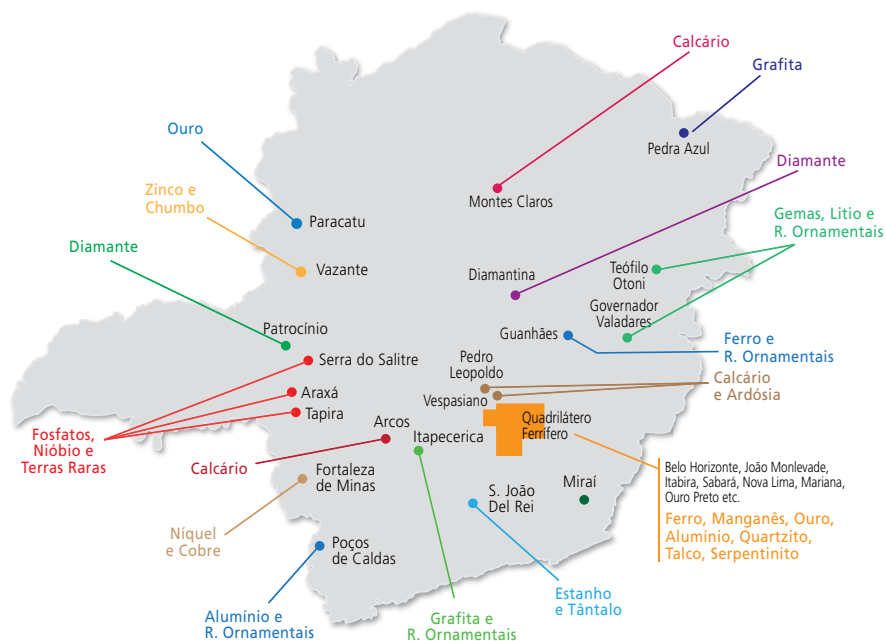 Calcário
Grafita
Pedra Azul
Ouro
Diamante
Zinco e
Chumbo
Montes Claros
Gemas, Litio e
R. Ornamentais
Paracatu
Diamante
Vazante
Diamantina
Teófilo
Otoni
Governador
Valadares
Patrocínio
Guanhães
Ferro e
R. Ornamentais
Serra do Salitre
Pedro
Leopoldo
Calcário
e Ardósia
Araxá
Vespasiano
Tapira
Quadrilátero
Ferrífero
Arcos
Itapecerica
Fosfatos,
Nióbio e
Terras Raras
Calcário
Fortaleza
de Minas
Belo Horizonte, João Monlevade,
Itabira, Sabará, Nova Lima, Mariana,
Ouro Preto etc.
S. João
Del Rei
Miraí
Ferro, Manganês, Ouro,
Alumínio, Quartzito,
Talco, Serpentinito
Níquel
e Cobre
Poços
de Caldas
Estanho
e Tântalo
Alumínio e
R. Ornamentais
Grafita e
R. Ornamentais